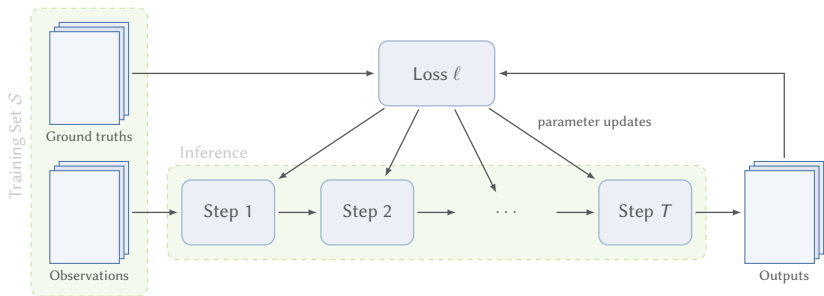 Training Set 𝒮
Ground truths
Observations
Loss ℓ
parameter updates
Inference
Step 1
Step 2
···
Step T
Outputs